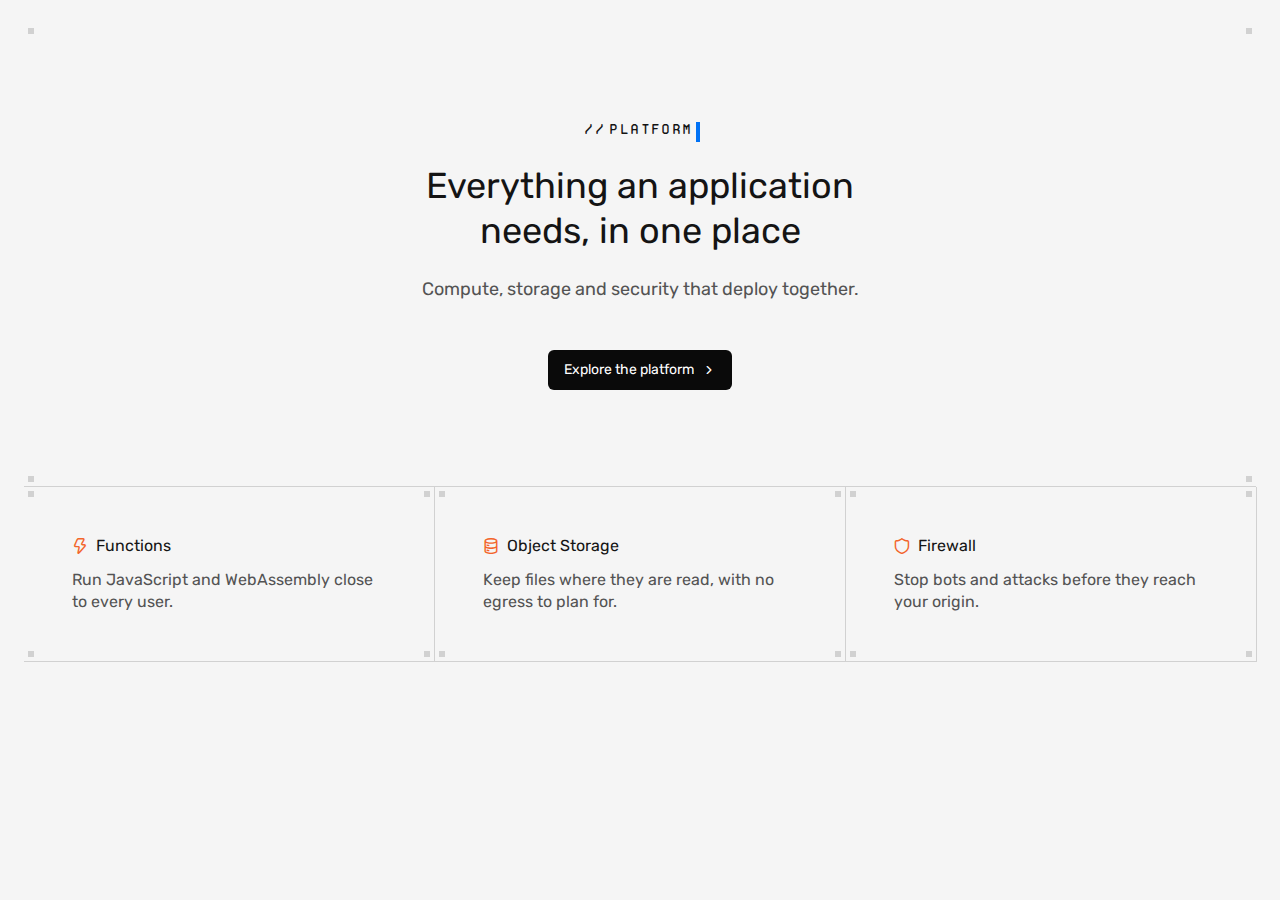 // PLATFORM
Everything an application
needs, in one place
Compute, storage and security that deploy together.
Explore the platform
Functions
Run JavaScript and WebAssembly close
to every user.
Object Storage
Keep files where they are read, with no
egress to plan for.
Firewall
Stop bots and attacks before they reach
your origin.